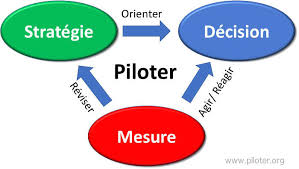 Orienter
Stratégie
Décision
Piloter
Réviser
Agir/ Réagir
Mesure
www.piloter.org